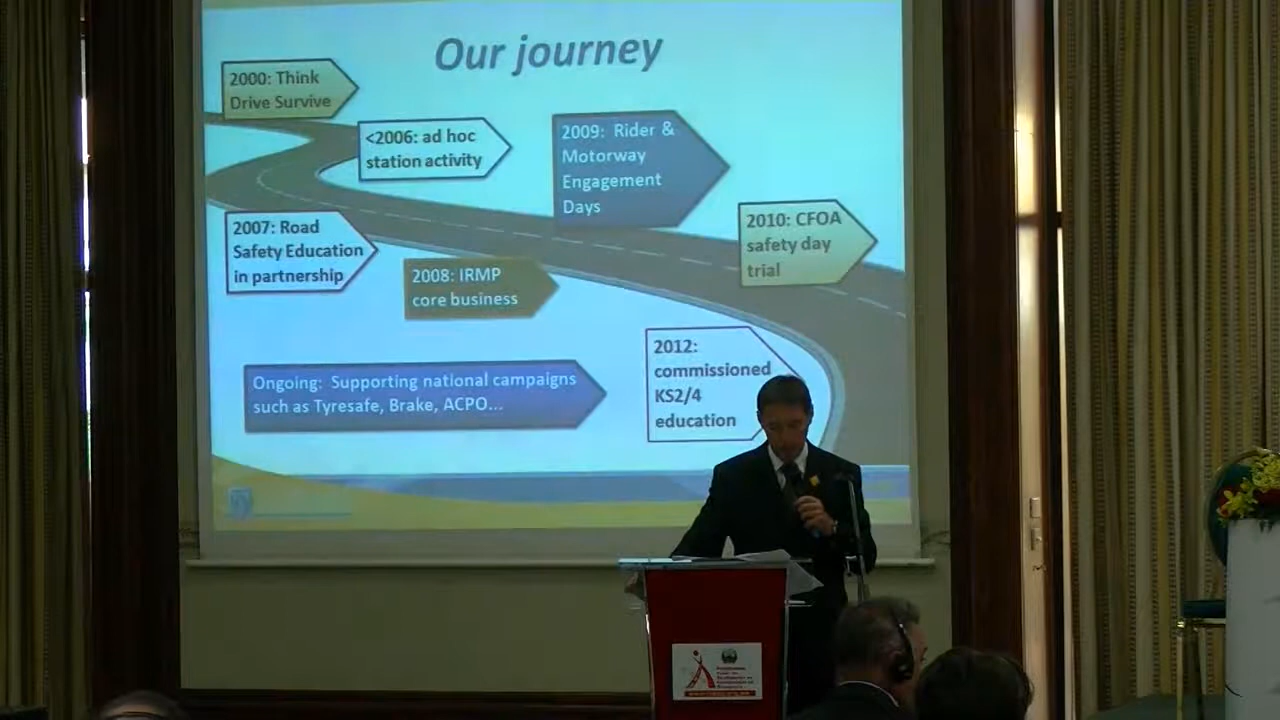 Our journey
2000: Think
Drive Survive
<2006: ad hoc
station activity
2009: Rider &
Motorway
Engagement
Days
2007: Road
Safety Education
in partnership
2008: IRMP
core business
2010: CFOA
safety day
trial
2012:
commissioned
KS2/4
education
Ongoing: Supporting national campaigns
such as Tyresafe, Brake, ACPO...